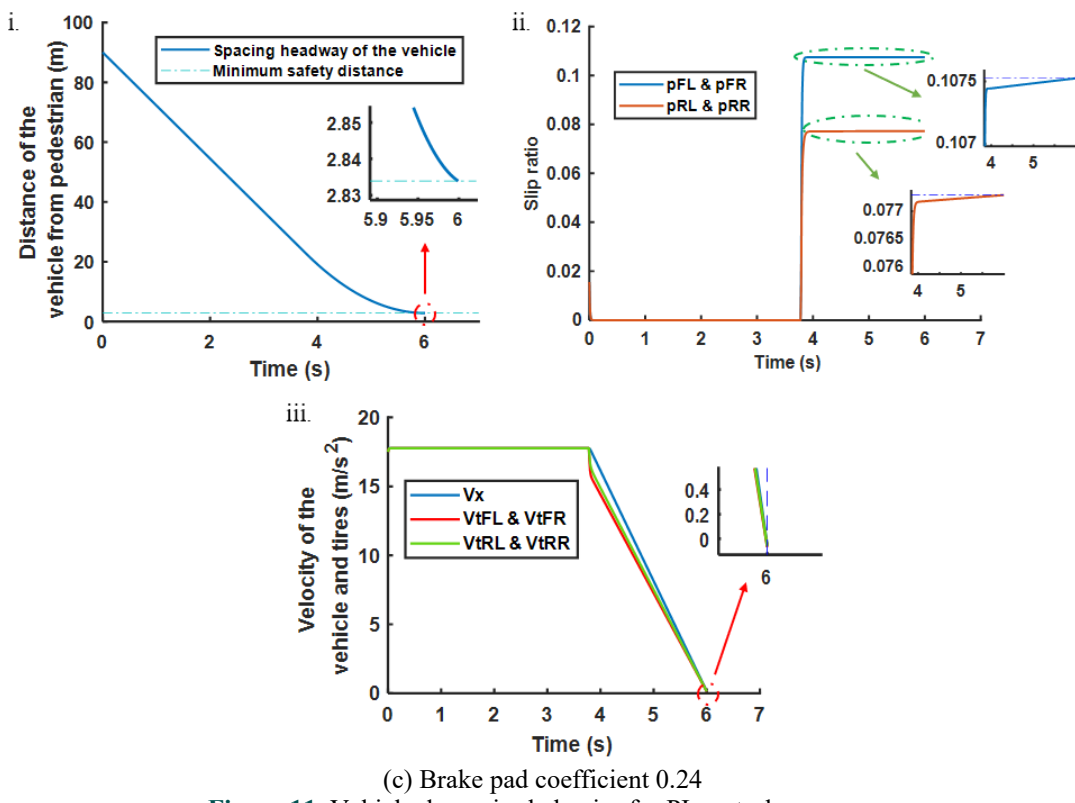 i.
100
80
60
40
20
0
Distance of the
vehicle from pedestrian (m)
Spacing headway of the vehicle
Minimum safety distance
2.85
2.84
2.83
5.9 5.95 6
0 2 4 6
Time (s)
ii.
0.12
0.1
0.08
0.06
0.04
0.02
0
Slip ratio
pFL & pFR
pRL & pRR
0.1075
0.107
4 5
0.077
0.0765
0.076
4 5
0 1 2 3 4 5 6 7
Time (s)
iii.
20
15
10
5
0
Velocity of the
vehicle and tires (m/s²)
Vx
VtFL & VtFR
VtRL & VtRR
0.4
0.2
0
6
0 1 2 3 4 5 6 7
Time (s)
(c) Brake pad coefficient 0.24